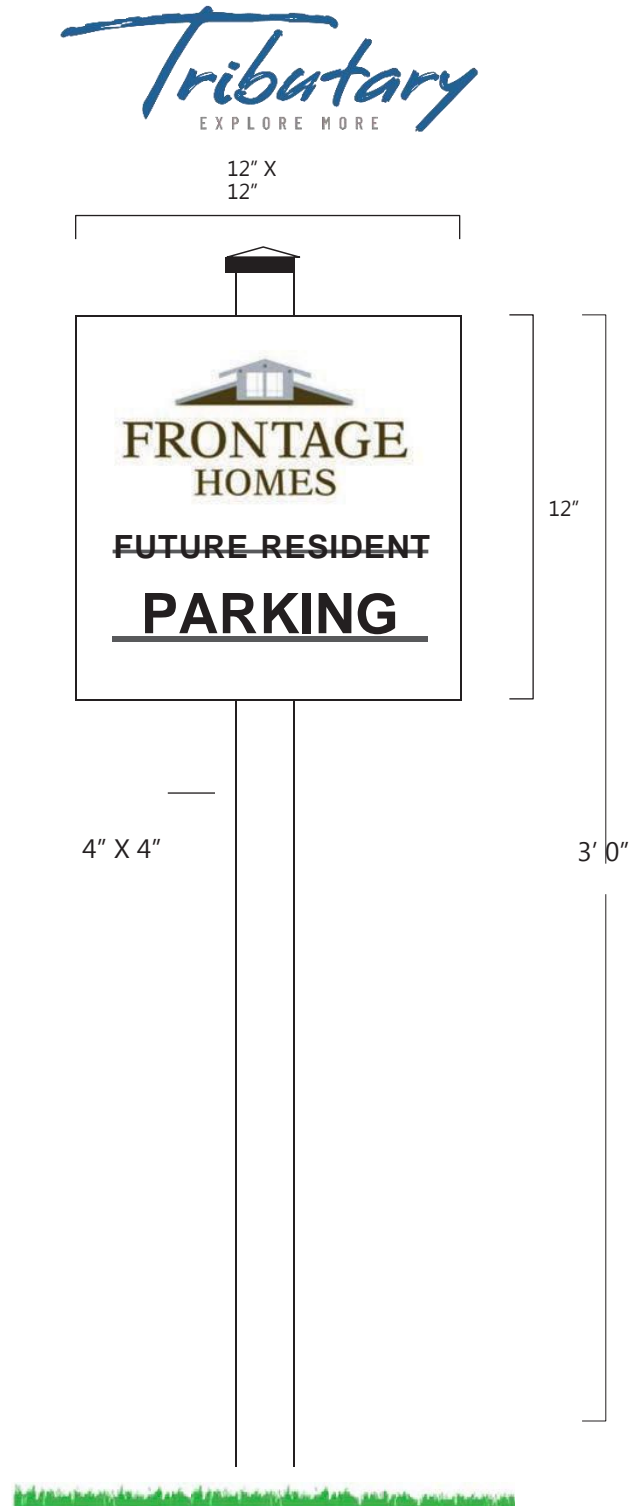 Tributary
EXPLORE MORE
12" X
12"
FRONTAGE
HOMES
FUTURE RESIDENT
PARKING
12"
4" X 4"
3' 0"